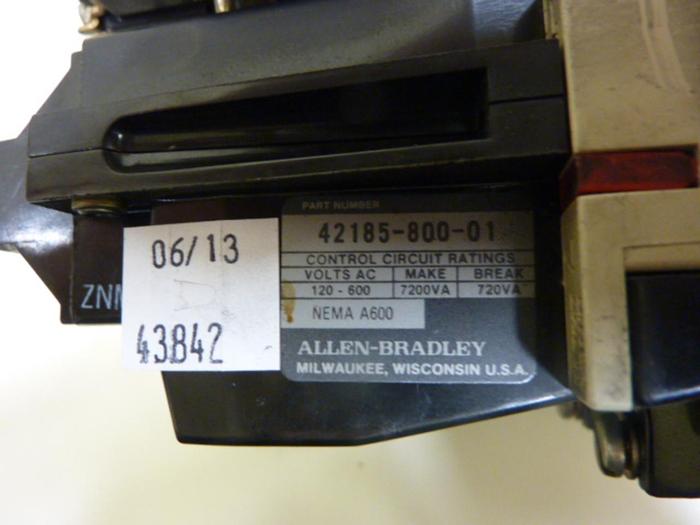 PART NUMBER
42185-800-01
CONTROL CIRCUIT RATINGS
VOLTS AC MAKE BREAK
120 - 600 7200VA 720VA
NEMA A600
ALLEN-BRADLEY
MILWAUKEE, WISCONSIN U.S.A.
06/13
43842